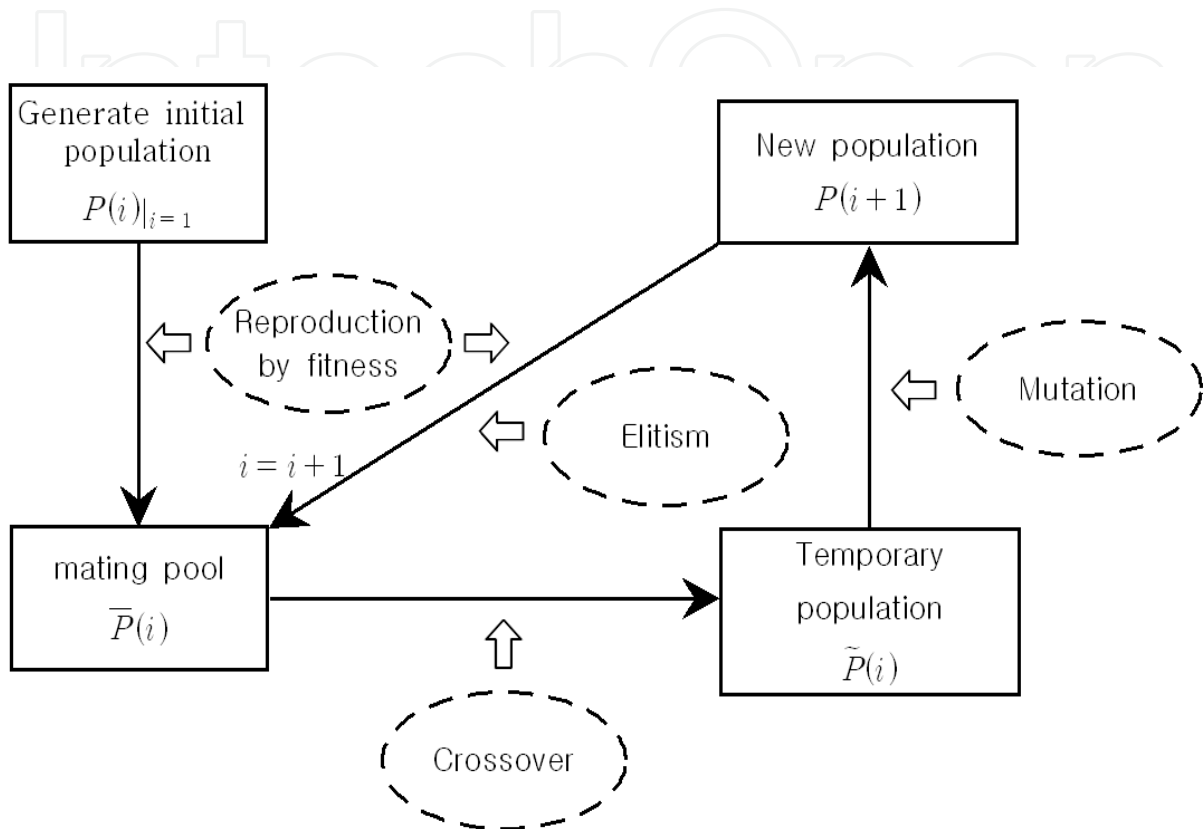 Generate initial
population
P(i)|_{i=1}
New population
P(i+1)
Reproduction
by fitness
Mutation
Elitism
i = i+1
mating pool
P̅(i)
Temporary
population
P̃(i)
Crossover